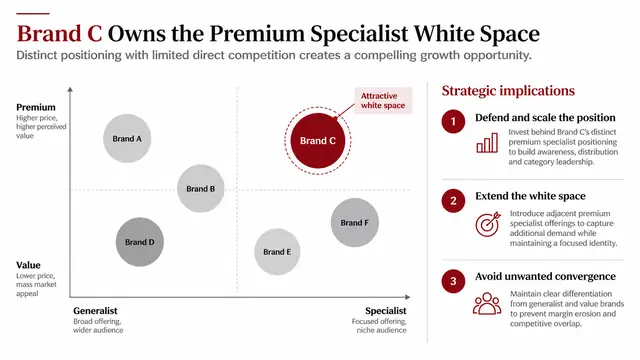 Brand C Owns the Premium Specialist White Space
Distinct positioning with limited direct competition creates a compelling growth opportunity.
Premium
Higher price,
higher perceived
value
Value
Lower price,
mass market
appeal
Brand A
Brand B
Brand C
Attractive
white space
Brand D
Brand E
Brand F
Generalist
Broad offering,
wider audience
Specialist
Focused offering,
niche audience
Strategic implications
1
Defend and scale the position
Invest behind Brand C's distinct
premium specialist positioning
to build awareness, distribution
and category leadership.
2
Extend the white space
Introduce adjacent premium
specialist offerings to capture
additional demand while
maintaining a focused identity.
3
Avoid unwanted convergence
Maintain clear differentiation
from generalist and value brands
to prevent margin erosion and
competitive overlap.